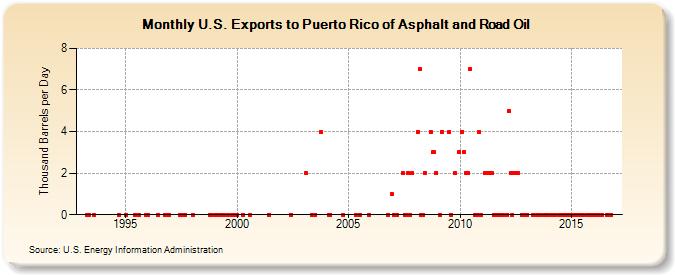 Monthly U.S. Exports to Puerto Rico of Asphalt and Road Oil
Thousand Barrels per Day
8
6
4
2
0
1995 2000 2005 2010 2015
Source: U.S. Energy Information Administration